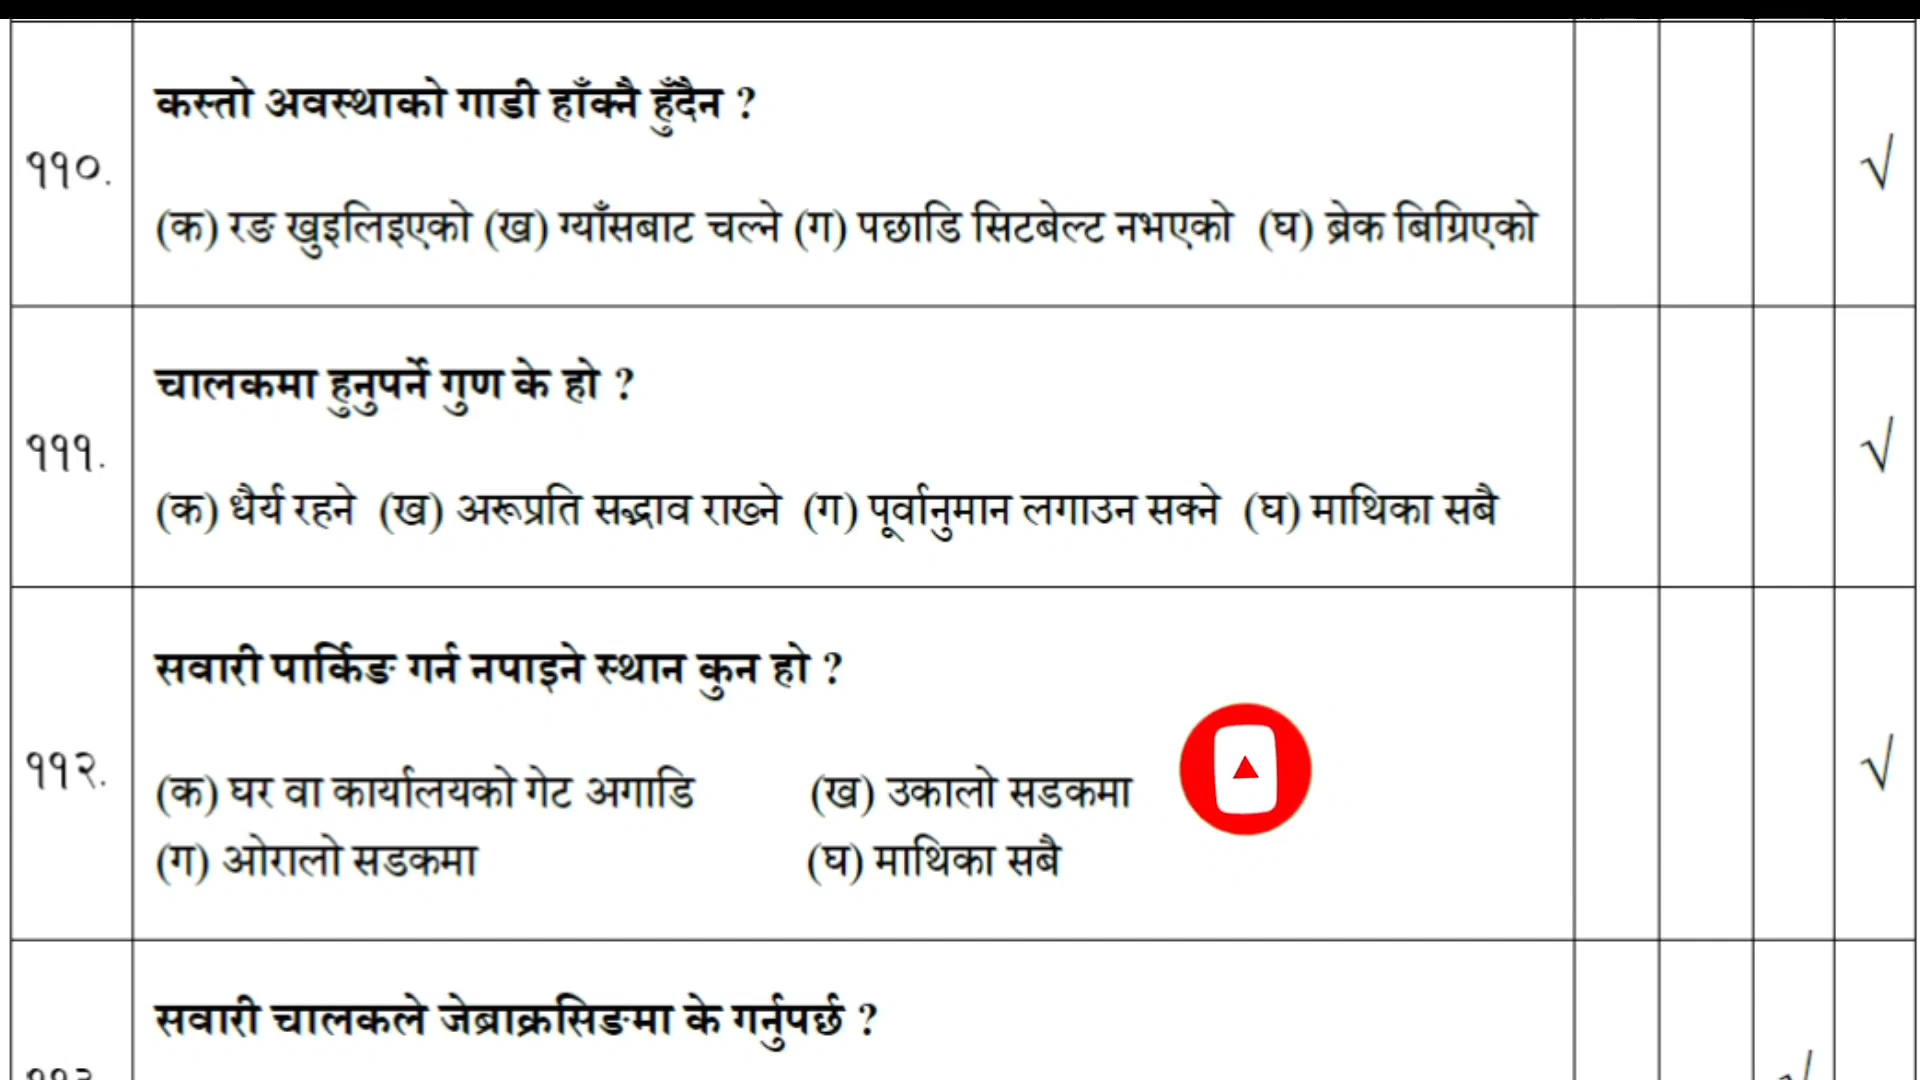 कस्तो अवस्थाको गाडी हाँक्नै हुँदैन ?
११०.
√
(क) रङ खुइलिइएको (ख) ग्याँसबाट चल्ने (ग) पछाडि सिटबेल्ट नभएको (घ) ब्रेक बिग्रिएको
चालकमा हुनुपर्ने गुण के हो ?
१११.
√
(क) धैर्य रहने (ख) अरूप्रति सद्भाव राख्ने (ग) पूर्वानुमान लगाउन सक्ने (घ) माथिका सबै
सवारी पार्किङ गर्न नपाइने स्थान कुन हो ?
११२.
√
(क) घर वा कार्यालयको गेट अगाडि (ख) उकालो सडकमा
(ग) ओरालो सडकमा (घ) माथिका सबै
सवारी चालकले जेब्राक्रसिङमा के गर्नुपर्छ ?